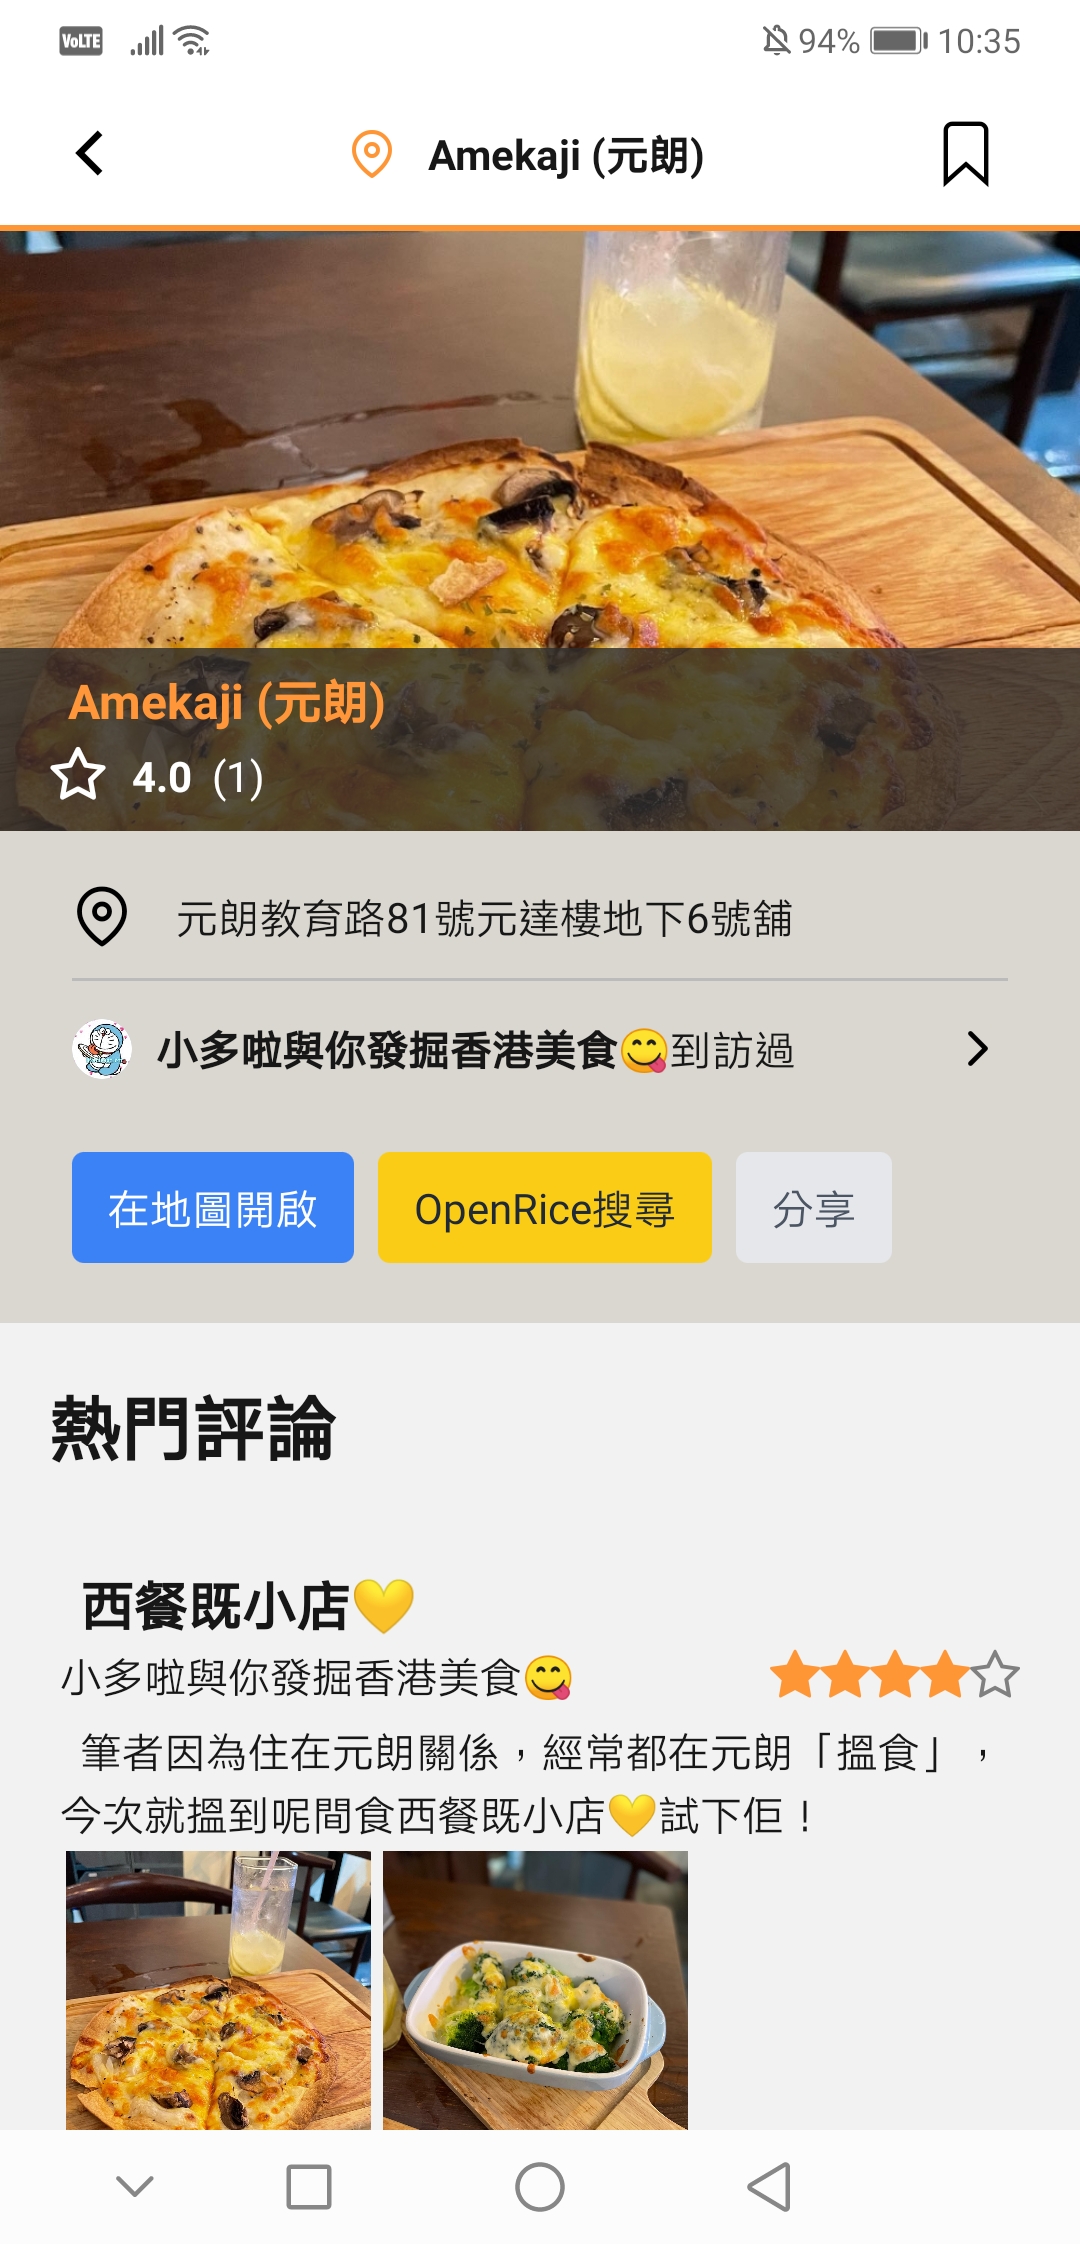 VoLTE 94% 10:35
Amekaji (元朗)
Amekaji (元朗)
4.0 (1)
元朗教育路81號元達樓地下6號舖
小多啦與你發掘香港美食😋到訪過
在地圖開啟 OpenRice搜尋 分享
熱門評論
西餐既小店💛
小多啦與你發掘香港美食😋
筆者因為住在元朗關係，經常都在元朗「搵食」，
今次就搵到呢間食西餐既小店💛試下佢！